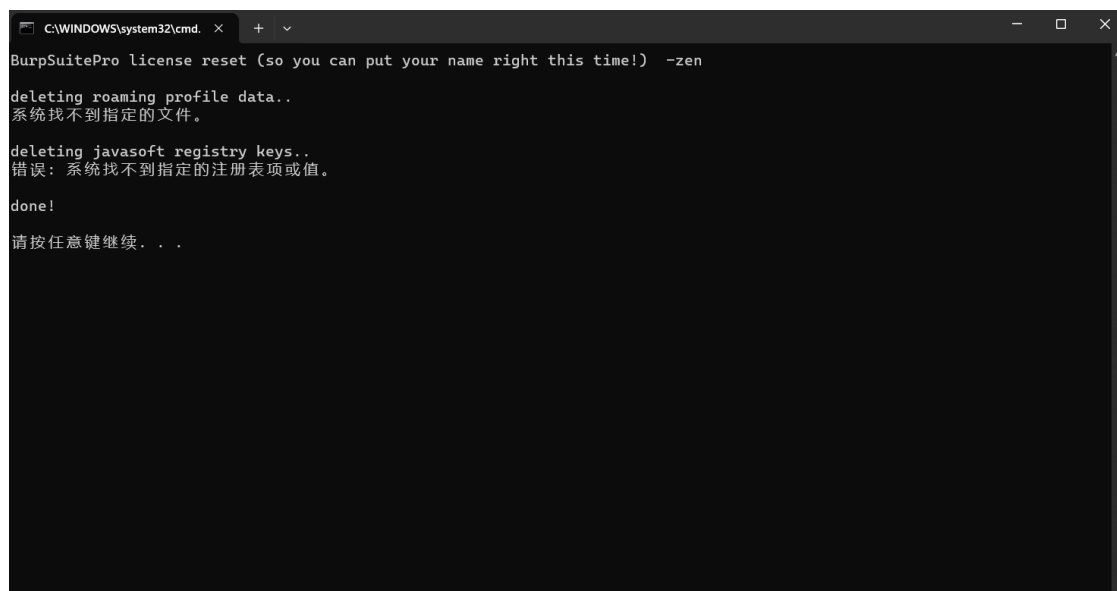 C:\WINDOWS\system32\cmd.
BurpSuitePro license reset (so you can put your name right this time!)  -zen
deleting roaming profile data..
系统找不到指定的文件。
deleting javasoft registry keys..
错误: 系统找不到指定的注册表项或值。
done!
请按任意键继续. . .